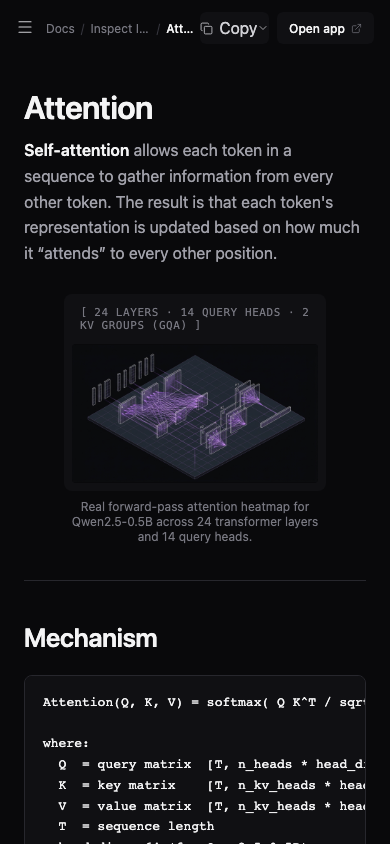 Docs / Inspect I... / Att... Copy Open app
Attention
Self-attention allows each token in a
sequence to gather information from every
other token. The result is that each token's
representation is updated based on how much
it “attends” to every other position.
[ 24 LAYERS · 14 QUERY HEADS · 2
KV GROUPS (GQA) ]
Real forward-pass attention heatmap for
Qwen2.5-0.5B across 24 transformer layers
and 14 query heads.
Mechanism
Attention(Q, K, V) = softmax( Q K^T / sqr
where:
Q = query matrix [T, n_heads * head_d
K = key matrix [T, n_kv_heads * hea
V = value matrix [T, n_kv_heads * hea
T = sequence length